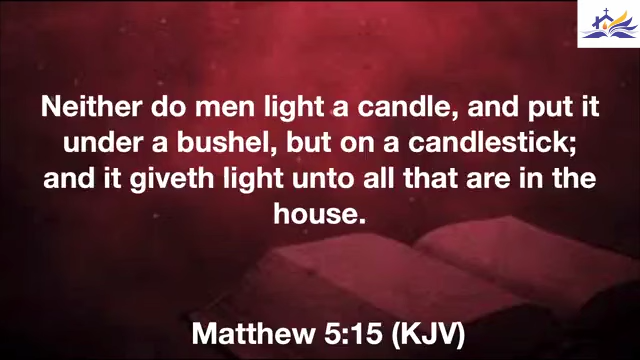 Neither do men light a candle, and put it
under a bushel, but on a candlestick;
and it giveth light unto all that are in the
house.
Matthew 5:15 (KJV)